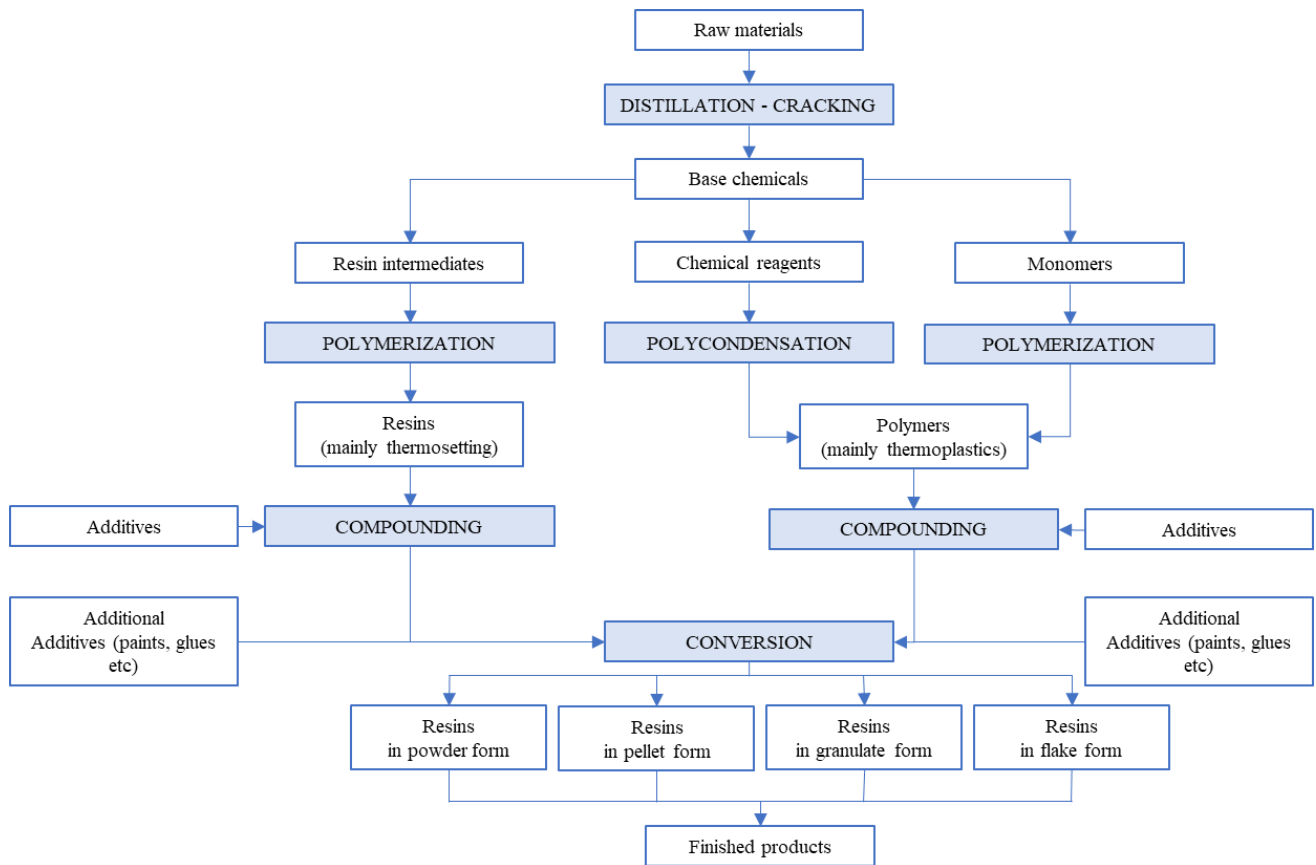 Raw materials
DISTILLATION - CRACKING
Base chemicals
Resin intermediates
Chemical reagents
Monomers
POLYMERIZATION
POLYCONDENSATION
POLYMERIZATION
Resins
(mainly thermosetting)
Polymers
(mainly thermoplastics)
Additives
COMPOUNDING
COMPOUNDING
Additives
Additional
Additives (paints, glues
etc)
CONVERSION
Additional
Additives (paints, glues
etc)
Resins
in powder form
Resins
in pellet form
Resins
in granulate form
Resins
in flake form
Finished products